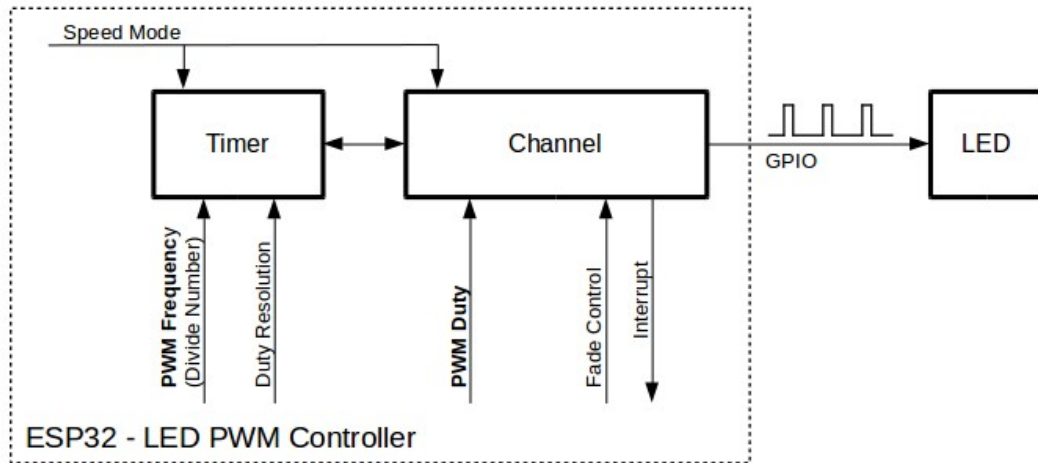 Speed Mode
Timer
Channel
GPIO
LED
PWM Frequency
(Divide Number)
Duty Resolution
PWM Duty
Fade Control
Interrupt
ESP32 - LED PWM Controller